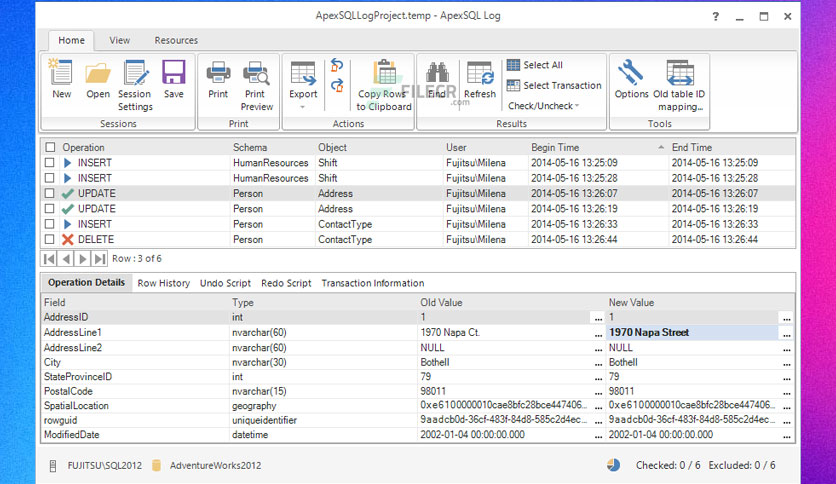 ApexSQLLogProject.temp - ApexSQL Log
Home View Resources
New Open Session Settings Save
Print Print Preview
Export Copy Rows to Clipboard
Find Refresh Select All
Select Transaction
Check/Uncheck
Options Old table ID mapping...
Sessions Print Actions Results Tools
FILECR
.com
Operation Schema Object User Begin Time End Time
INSERT HumanResources Shift Fujitsu\Milena 2014-05-16 13:25:09 2014-05-16 13:25:09
INSERT HumanResources Shift Fujitsu\Milena 2014-05-16 13:25:28 2014-05-16 13:25:28
UPDATE Person Address Fujitsu\Milena 2014-05-16 13:26:07 2014-05-16 13:26:07
UPDATE Person Address Fujitsu\Milena 2014-05-16 13:26:19 2014-05-16 13:26:19
INSERT Person ContactType Fujitsu\Milena 2014-05-16 13:26:33 2014-05-16 13:26:33
DELETE Person ContactType Fujitsu\Milena 2014-05-16 13:26:44 2014-05-16 13:26:44
Row : 3 of 6
Operation Details Row History Undo Script Redo Script Transaction Information
Field Type Old Value New Value
AddressID int 1 ... 1 ...
AddressLine1 nvarchar(60) 1970 Napa Ct. ... 1970 Napa Street ...
AddressLine2 nvarchar(60) NULL ... NULL ...
City nvarchar(30) Bothell ... Bothell ...
StateProvinceID int 79 ... 79 ...
PostalCode nvarchar(15) 98011 ... 98011 ...
SpatialLocation geography 0xe6100000010cae8bfc28bce447406... ... 0xe6100000010cae8bfc28bce447406... ...
rowguid uniqueidentifier 9aadcb0d-36cf-483f-84d8-585c2d4ec... ... 9aadcb0d-36cf-483f-84d8-585c2d4ec... ...
ModifiedDate datetime 2002-01-04 00:00:00.000 ... 2002-01-04 00:00:00.000 ...
FUJITSU\SQL2012 AdventureWorks2012 Checked: 0 / 6 Excluded: 0 / 6